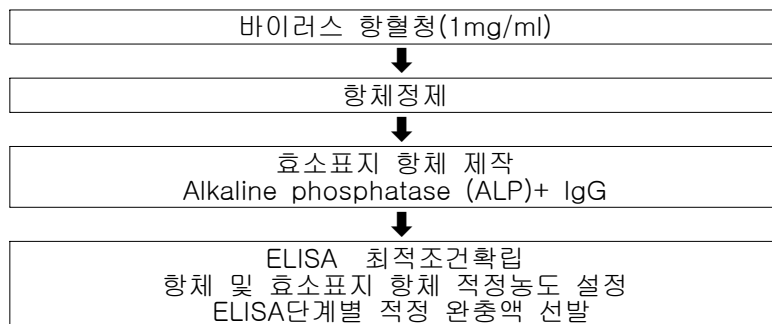 바이러스 항혈청(1mg/ml)
항체정제
효소표지 항체 제작
Alkaline phosphatase (ALP)+ IgG
ELISA 최적조건확립
항체 및 효소표지 항체 적정농도 설정
ELISA단계별 적정 완충액 선발